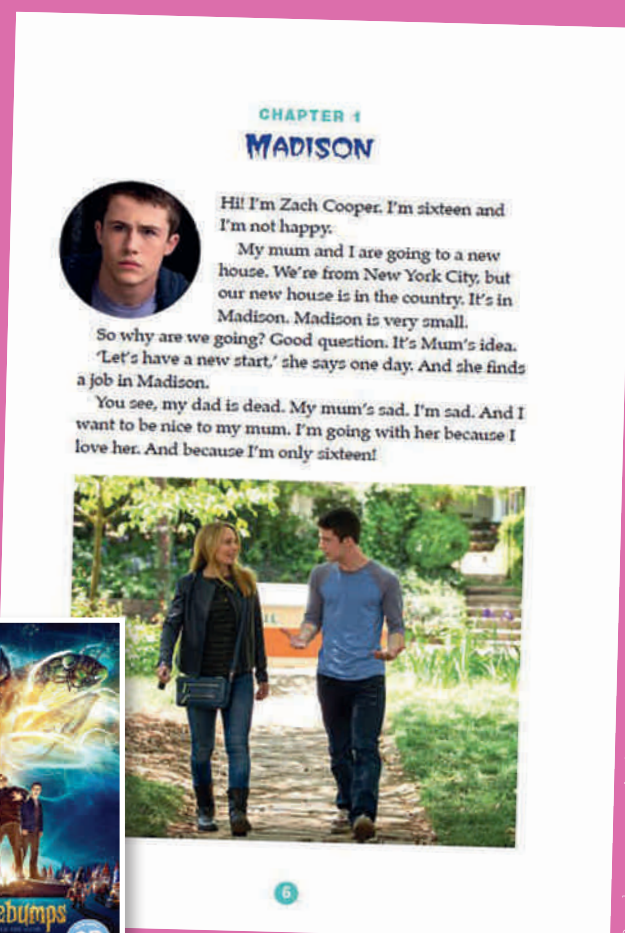 CHAPTER 1
MADISON
Hi! I'm Zach Cooper. I'm sixteen and
I'm not happy.
My mum and I are going to a new
house. We're from New York City, but
our new house is in the country. It's in
Madison. Madison is very small.
So why are we going? Good question. It's Mum's idea.
'Let's have a new start,' she says one day. And she finds
a job in Madison.
You see, my dad is dead. My mum's sad. I'm sad. And I
want to be nice to my mum. I'm going with her because I
love her. And because I'm only sixteen!
6
ebumps